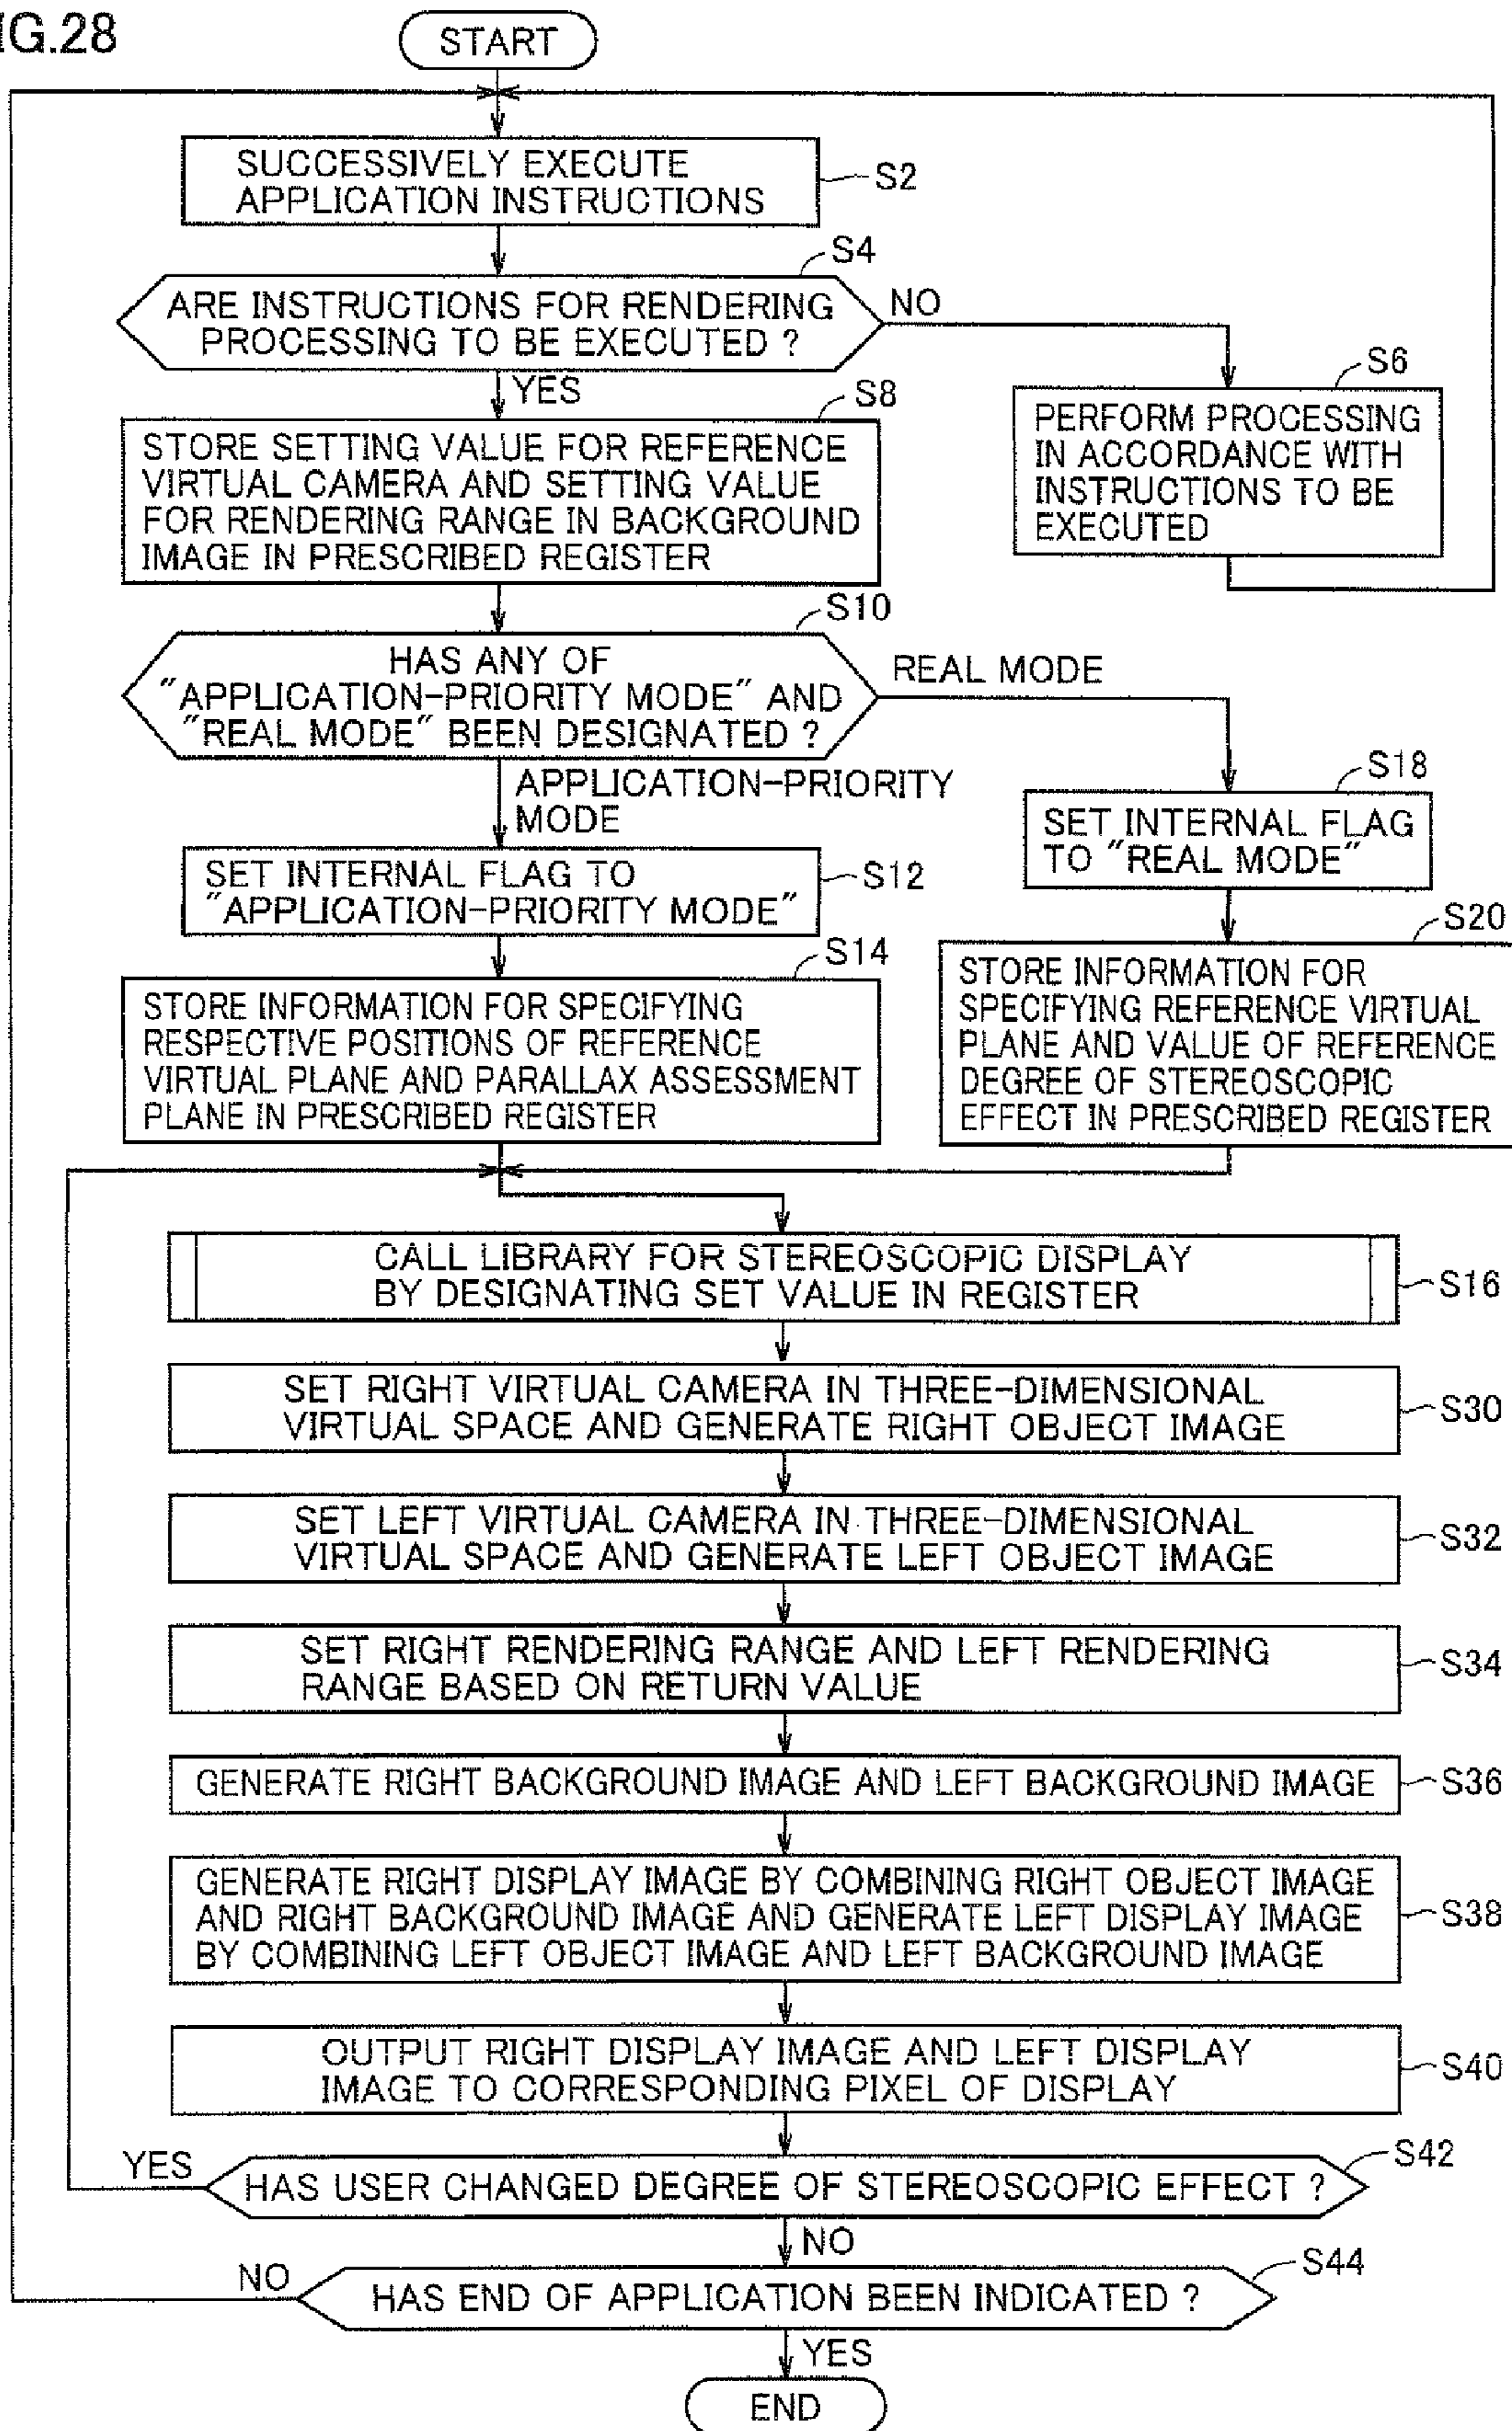 IG.28
START
SUCCESSIVELY EXECUTE
APPLICATION INSTRUCTIONS
S2
S4
ARE INSTRUCTIONS FOR RENDERING
PROCESSING TO BE EXECUTED ?
NO
YES
S6
PERFORM PROCESSING
IN ACCORDANCE WITH
INSTRUCTIONS TO BE
EXECUTED
S8
STORE SETTING VALUE FOR REFERENCE
VIRTUAL CAMERA AND SETTING VALUE
FOR RENDERING RANGE IN BACKGROUND
IMAGE IN PRESCRIBED REGISTER
S10
HAS ANY OF
"APPLICATION-PRIORITY MODE" AND
"REAL MODE" BEEN DESIGNATED ?
REAL MODE
APPLICATION-PRIORITY
MODE
S18
SET INTERNAL FLAG
TO "REAL MODE"
SET INTERNAL FLAG TO
"APPLICATION-PRIORITY MODE"
S12
S14
STORE INFORMATION FOR SPECIFYING
RESPECTIVE POSITIONS OF REFERENCE
VIRTUAL PLANE AND PARALLAX ASSESSMENT
PLANE IN PRESCRIBED REGISTER
S20
STORE INFORMATION FOR
SPECIFYING REFERENCE VIRTUAL
PLANE AND VALUE OF REFERENCE
DEGREE OF STEREOSCOPIC
EFFECT IN PRESCRIBED REGISTER
CALL LIBRARY FOR STEREOSCOPIC DISPLAY
BY DESIGNATING SET VALUE IN REGISTER
S16
SET RIGHT VIRTUAL CAMERA IN THREE-DIMENSIONAL
VIRTUAL SPACE AND GENERATE RIGHT OBJECT IMAGE
S30
SET LEFT VIRTUAL CAMERA IN THREE-DIMENSIONAL
VIRTUAL SPACE AND GENERATE LEFT OBJECT IMAGE
S32
SET RIGHT RENDERING RANGE AND LEFT RENDERING
RANGE BASED ON RETURN VALUE
S34
GENERATE RIGHT BACKGROUND IMAGE AND LEFT BACKGROUND IMAGE
S36
GENERATE RIGHT DISPLAY IMAGE BY COMBINING RIGHT OBJECT IMAGE
AND RIGHT BACKGROUND IMAGE AND GENERATE LEFT DISPLAY IMAGE
BY COMBINING LEFT OBJECT IMAGE AND LEFT BACKGROUND IMAGE
S38
OUTPUT RIGHT DISPLAY IMAGE AND LEFT DISPLAY
IMAGE TO CORRESPONDING PIXEL OF DISPLAY
S40
YES
HAS USER CHANGED DEGREE OF STEREOSCOPIC EFFECT ?
S42
NO
NO
HAS END OF APPLICATION BEEN INDICATED ?
S44
YES
END